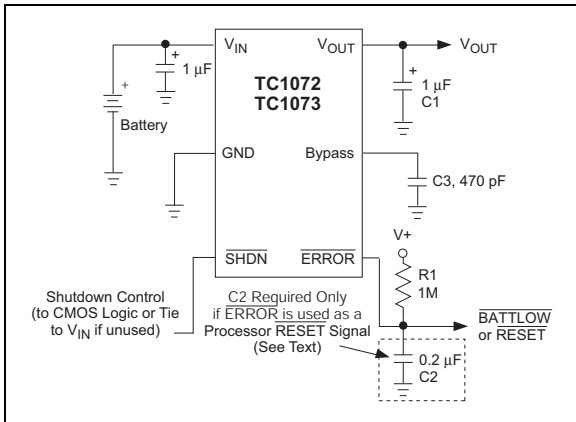 VIN
VOUT
VOUT
+
1 µF
TC1072
TC1073
+
1 µF
C1
+
Battery
GND
Bypass
C3, 470 pF
V+
SHDN
ERROR
R1
1M
Shutdown Control
(to CMOS Logic or Tie
to VIN if unused)
C2 Required Only
if ERROR is used as a
Processor RESET Signal
(See Text)
BATTLOW
or RESET
0.2 µF
C2